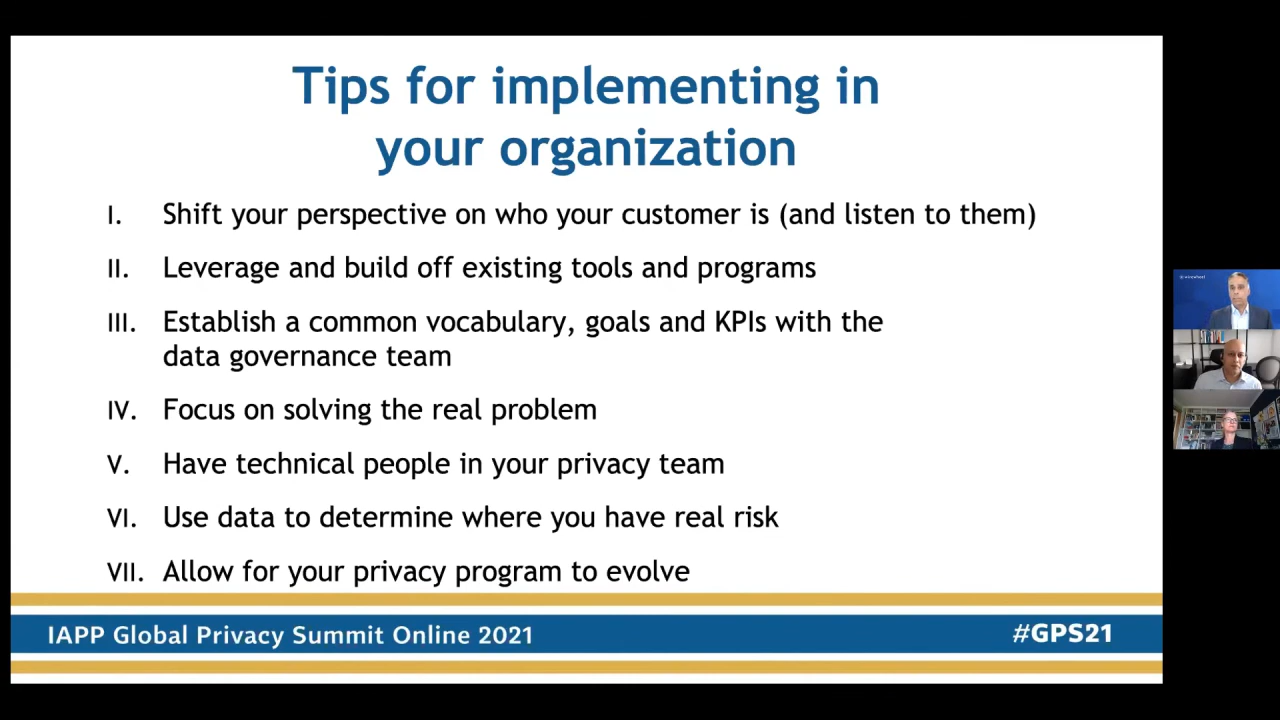 Tips for implementing in
your organization
I. Shift your perspective on who your customer is (and listen to them)
II. Leverage and build off existing tools and programs
III. Establish a common vocabulary, goals and KPIs with the
data governance team
IV. Focus on solving the real problem
V. Have technical people in your privacy team
VI. Use data to determine where you have real risk
VII. Allow for your privacy program to evolve
IAPP Global Privacy Summit Online 2021
#GPS21